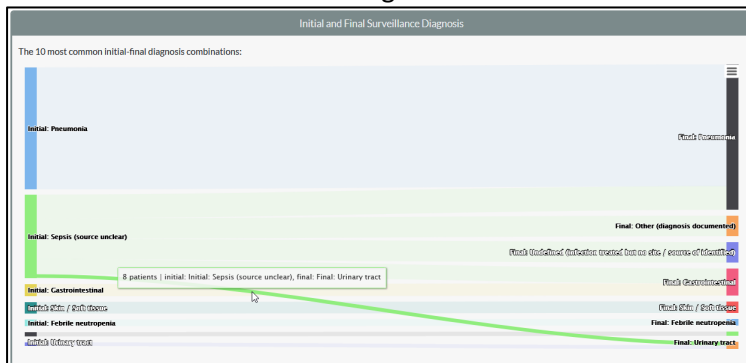 Initial and Final Surveillance Diagnosis
The 10 most common initial-final diagnosis combinations:
Initial: Pneumonia
Final: Pneumonia
Final: Other (diagnosis documented)
Initial: Sepsis (source unclear)
Final: Undefined (infection treated but no site / source of identified)
8 patients | initial: Initial: Sepsis (source unclear), final: Final: Urinary tract
Final: Gastrointestinal
Initial: Gastrointestinal
Initial: Skin / Soft tissue
Final: Skin / Soft tissue
Initial: Febrile neutropenia
Final: Febrile neutropenia
Initial: Urinary tract
Final: Urinary tract